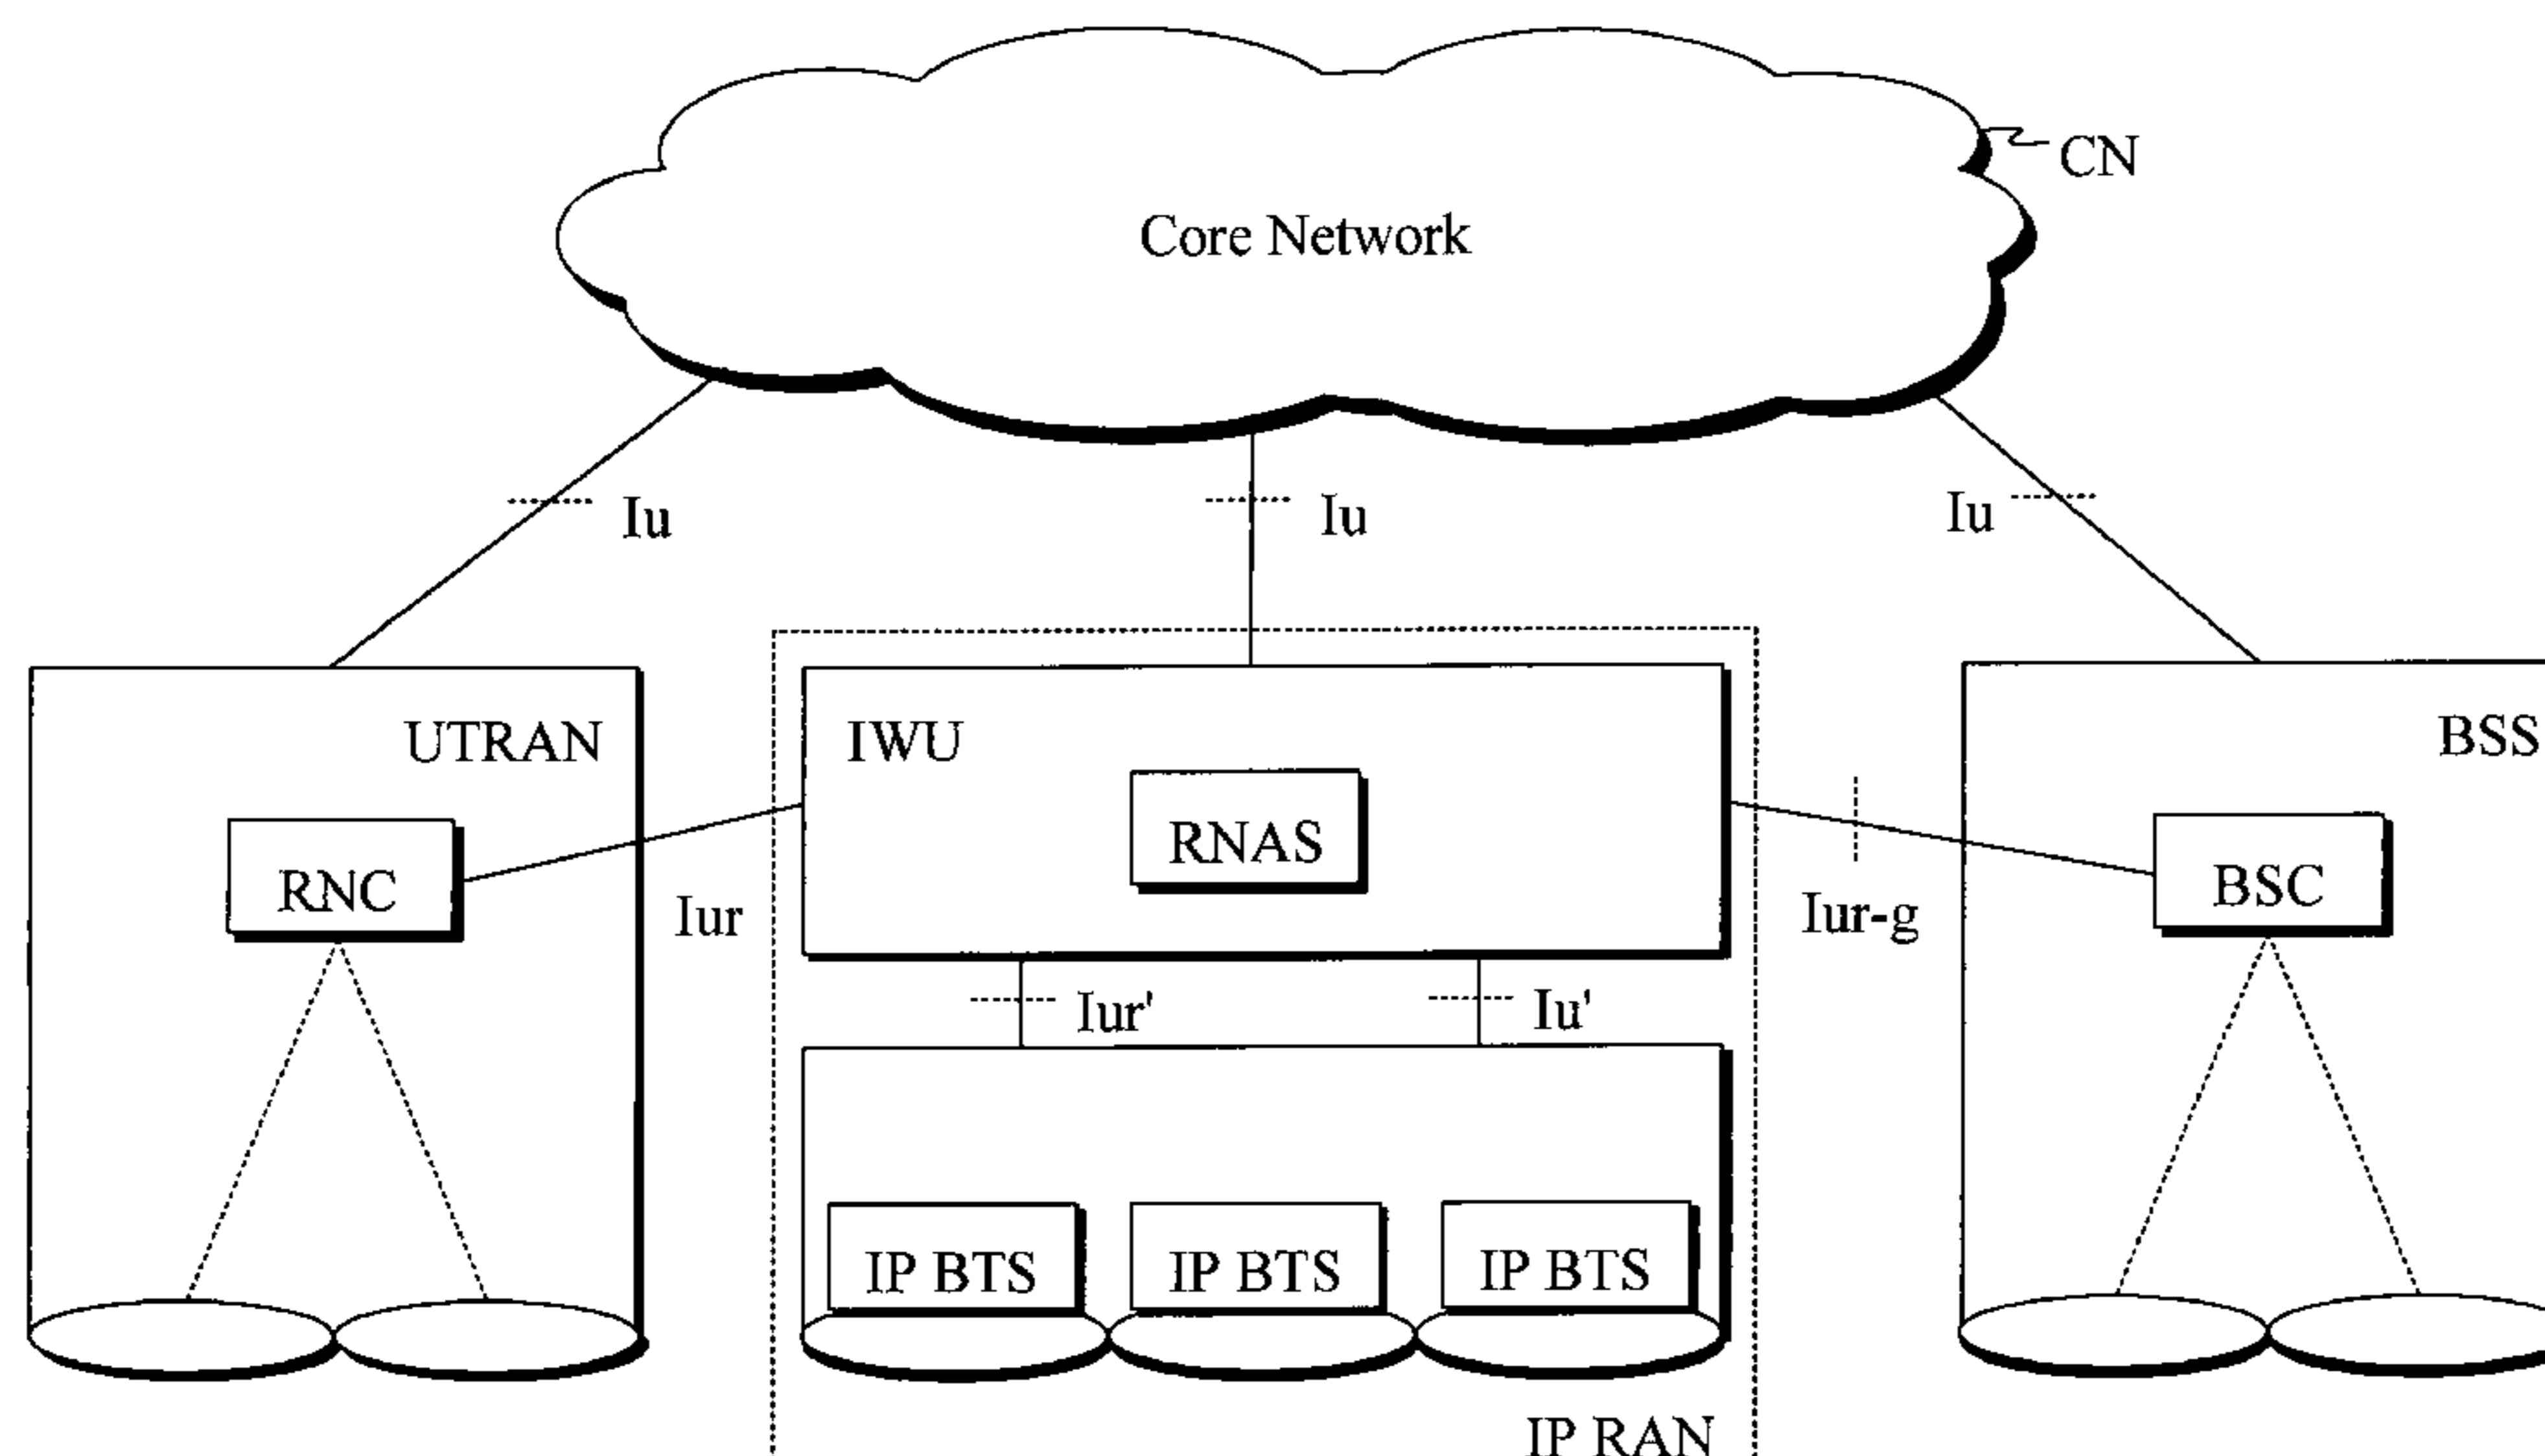 CN
Core Network
Iu
Iu
Iu
UTRAN
IWU
BSS
RNAS
RNC
BSC
Iur
Iur-g
Iur'
Iu'
IP BTS
IP BTS
IP BTS
IP RAN